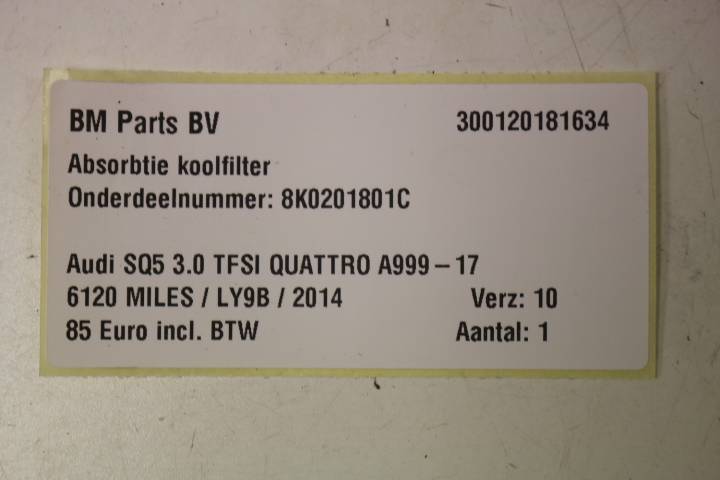 BM Parts BV 300120181634
Absorbtie koolfilter
Onderdeelnummer: 8K0201801C
Audi SQ5 3.0 TFSI QUATTRO A999 – 17
6120 MILES / LY9B / 2014 Verz: 10
85 Euro incl. BTW Aantal: 1